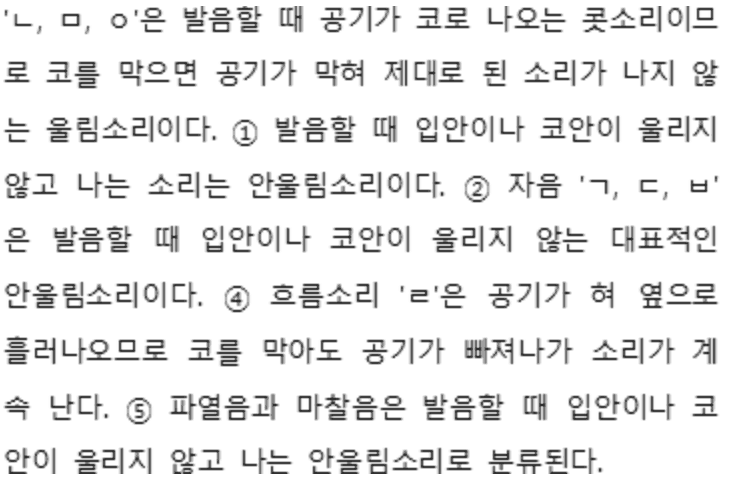 'ㄴ, ㅁ, ㅇ'은 발음할 때 공기가 코로 나오는 콧소리이므
로 코를 막으면 공기가 막혀 제대로 된 소리가 나지 않
는 울림소리이다. ① 발음할 때 입안이나 코안이 울리지
않고 나는 소리는 안울림소리이다. ② 자음 'ㄱ, ㄷ, ㅂ'
은 발음할 때 입안이나 코안이 울리지 않는 대표적인
안울림소리이다. ④ 흐름소리 'ㄹ'은 공기가 혀 옆으로
흘러나오므로 코를 막아도 공기가 빠져나가 소리가 계
속 난다. ⑤ 파열음과 마찰음은 발음할 때 입안이나 코
안이 울리지 않고 나는 안울림소리로 분류된다.